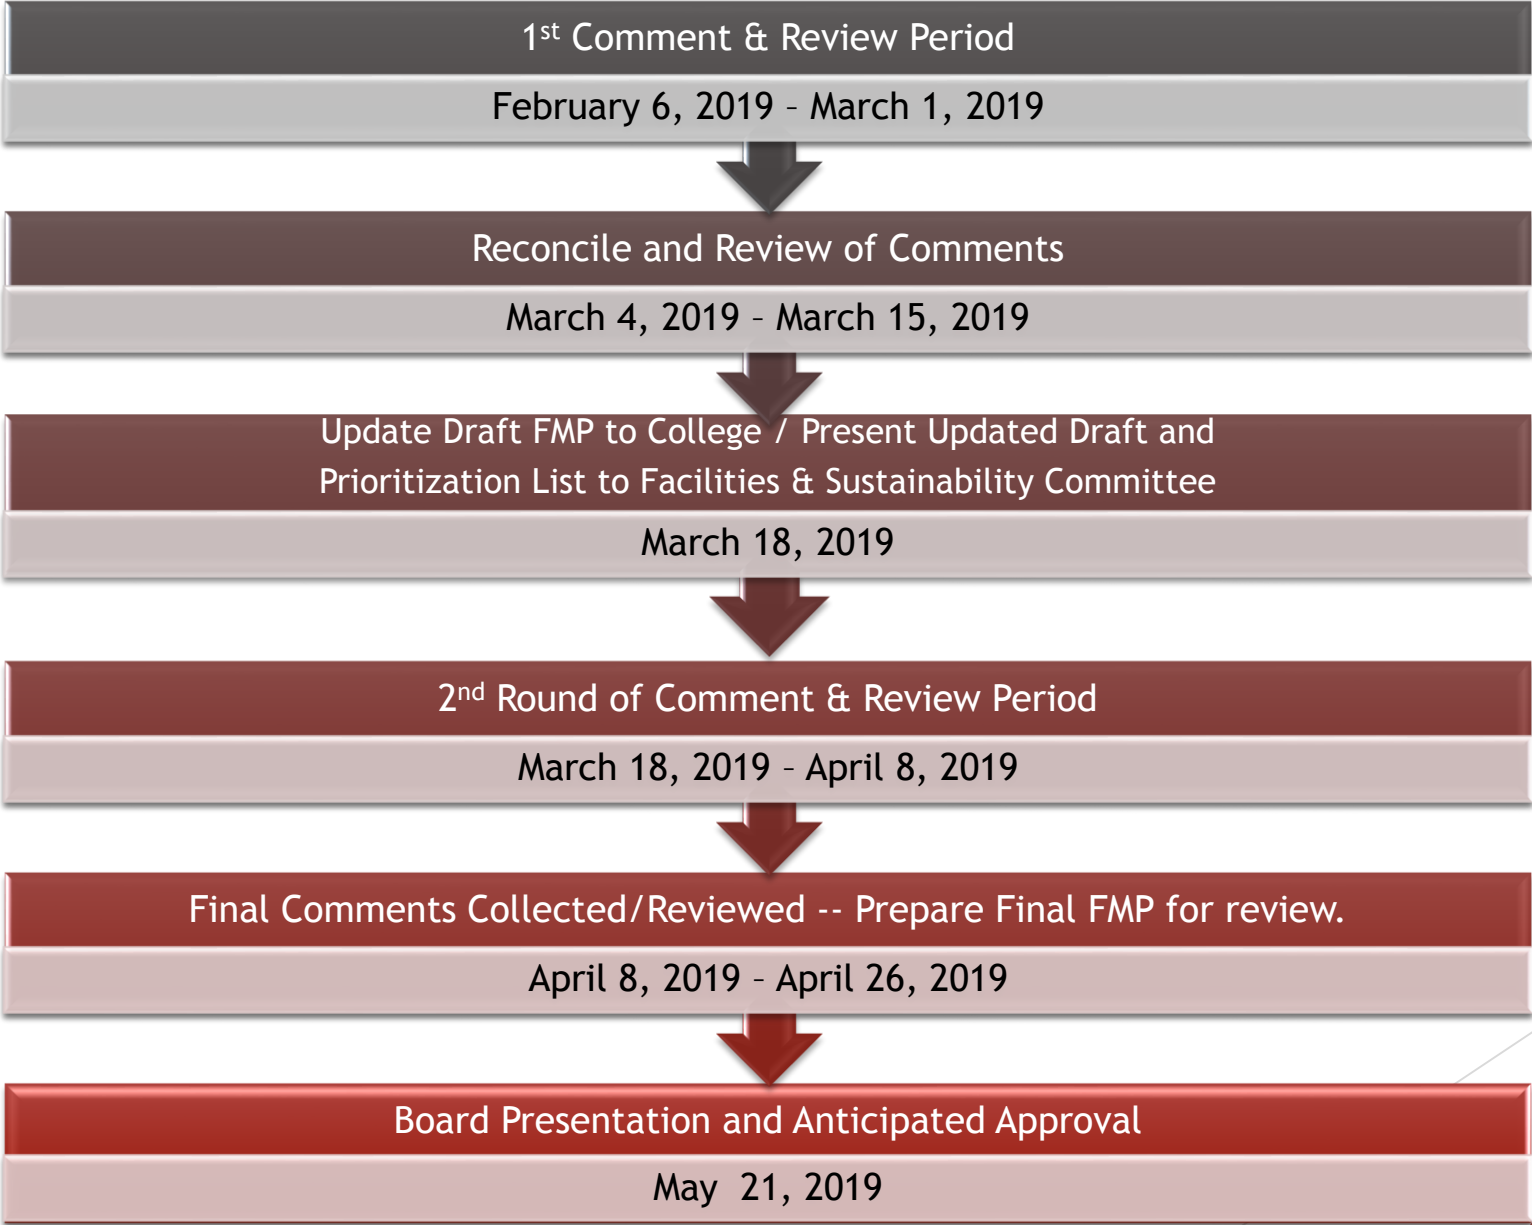 1st Comment & Review Period
February 6, 2019 – March 1, 2019
Reconcile and Review of Comments
March 4, 2019 – March 15, 2019
Update Draft FMP to College / Present Updated Draft and
Prioritization List to Facilities & Sustainability Committee
March 18, 2019
2nd Round of Comment & Review Period
March 18, 2019 – April 8, 2019
Final Comments Collected/Reviewed -- Prepare Final FMP for review.
April 8, 2019 – April 26, 2019
Board Presentation and Anticipated Approval
May  21, 2019